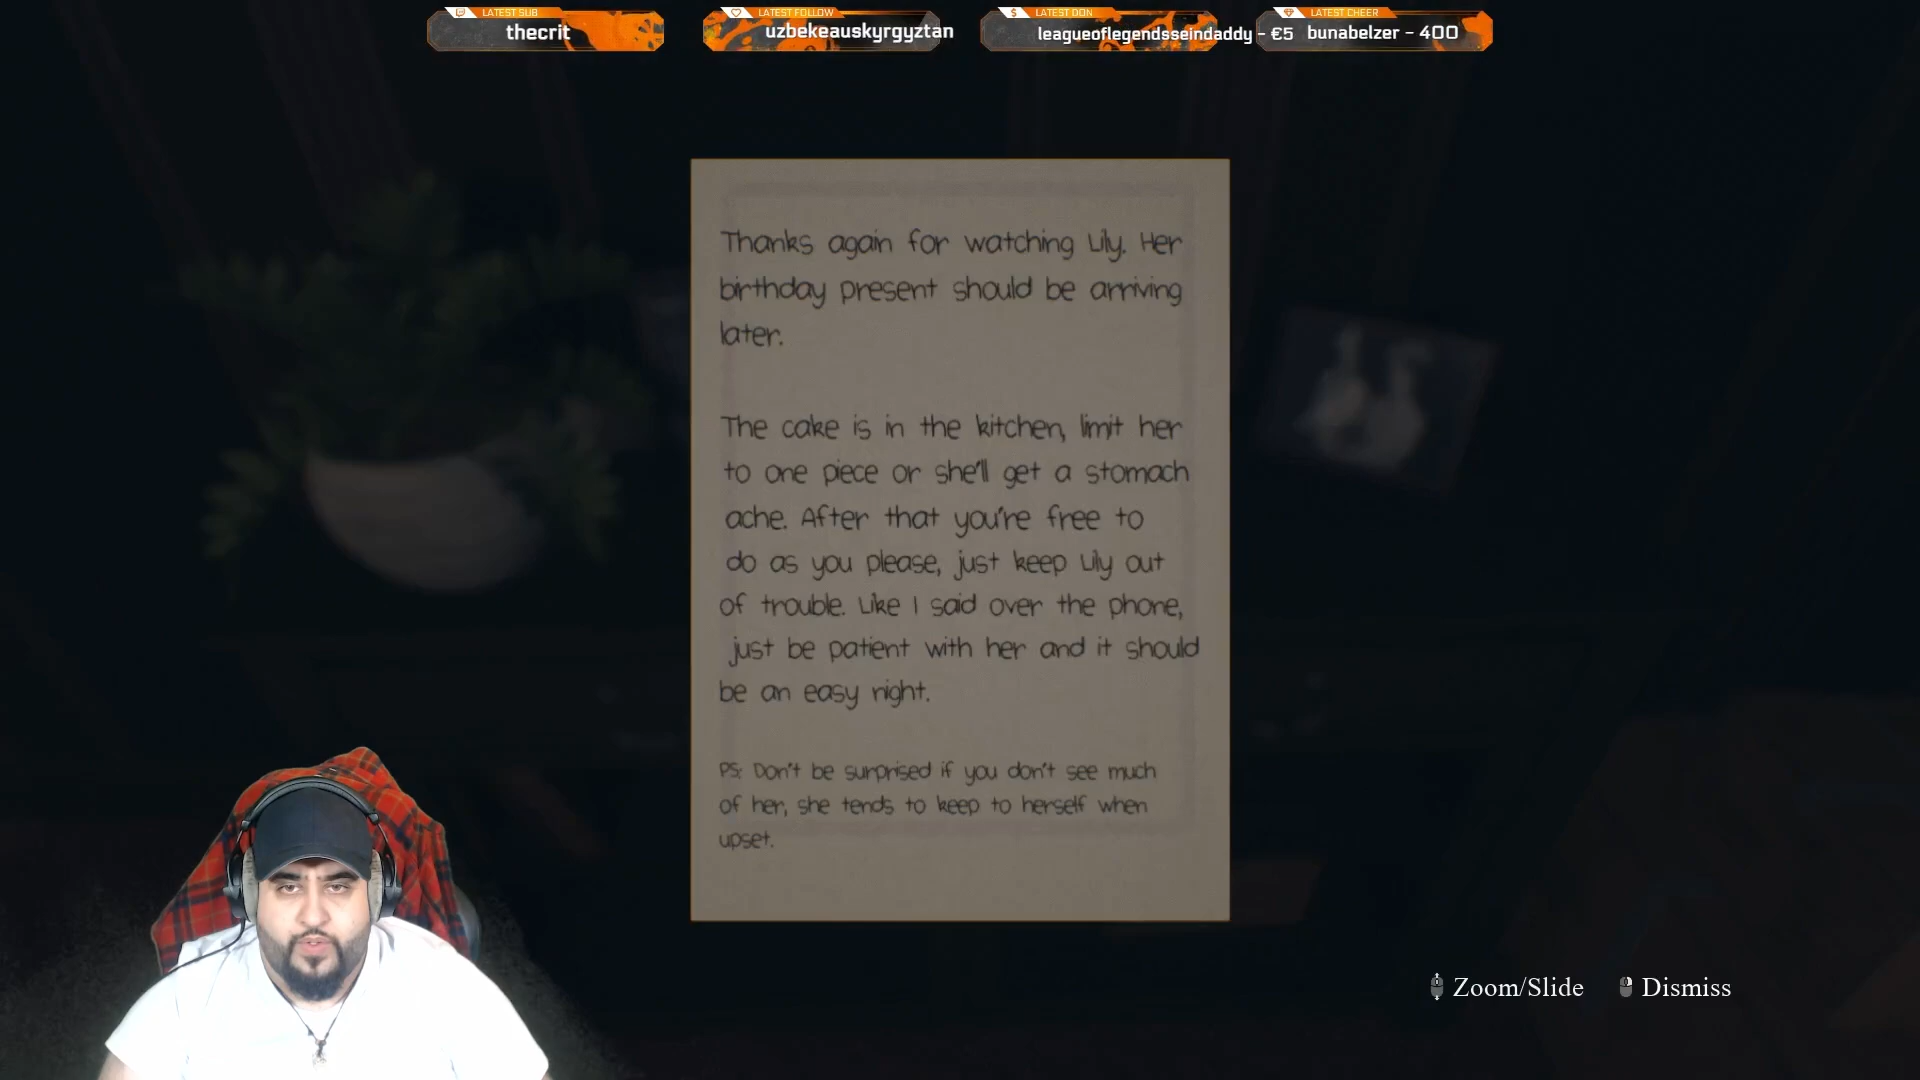 LATEST SUB
thecrit
LATEST FOLLOW
uzbekeauskyrgyztan
LATEST DON
leagueoflegendsseindaddy - €5
LATEST CHEER
bunabelzer - 400
Thanks again for watching Lily. Her
birthday present should be arriving
later.
The cake is in the kitchen, limit her
to one piece or she'll get a stomach
ache. After that you're free to
do as you please, just keep Lily out
of trouble. Like I said over the phone,
just be patient with her and it should
be an easy night.
PS: Don't be surprised if you don't see much
of her, she tends to keep to herself when
upset.
Zoom/Slide
Dismiss